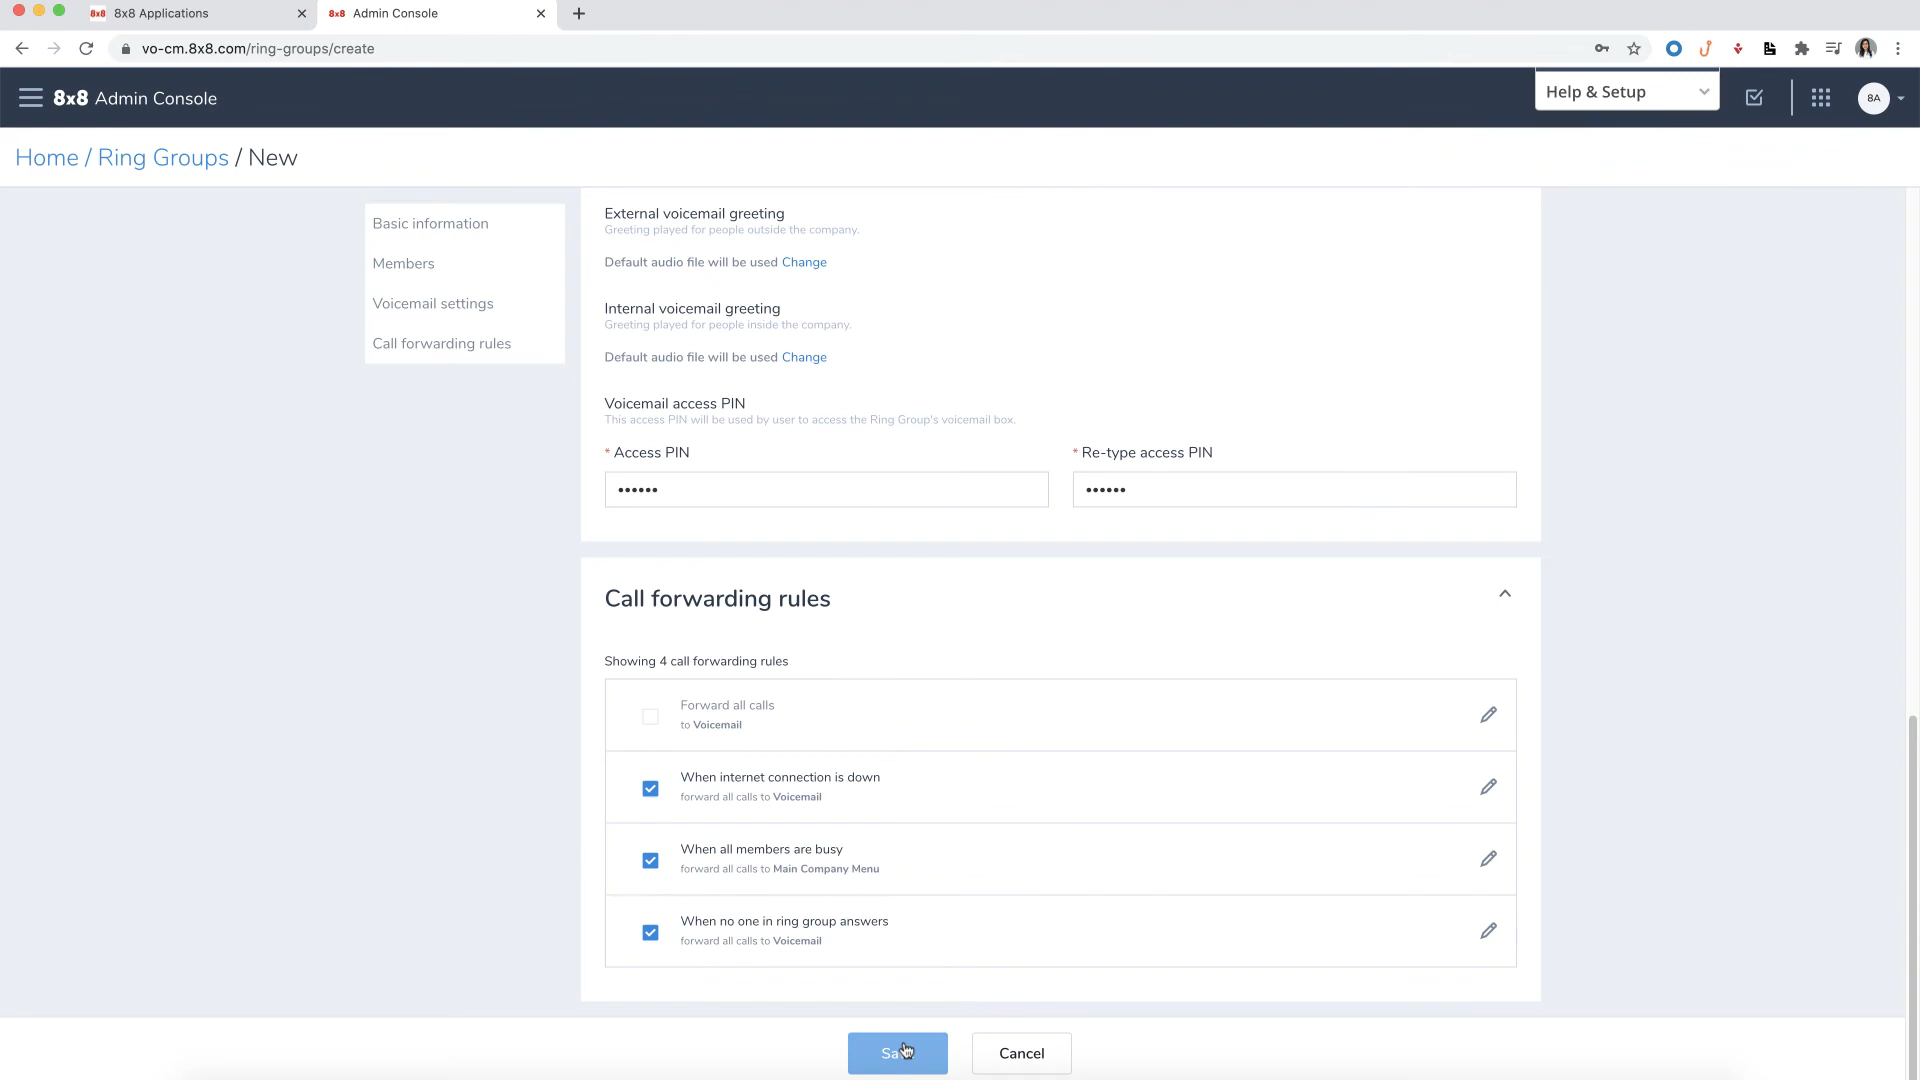 8x8 8x8 Applications
8x8 Admin Console
vo-cm.8x8.com/ring-groups/create
8x8 Admin Console
Help & Setup
8A
Home / Ring Groups / New
Basic information
Members
Voicemail settings
Call forwarding rules
External voicemail greeting
Greeting played for people outside the company.
Default audio file will be used Change
Internal voicemail greeting
Greeting played for people inside the company.
Default audio file will be used Change
Voicemail access PIN
This access PIN will be used by user to access the Ring Group's voicemail box.
* Access PIN
* Re-type access PIN
••••••
••••••
Call forwarding rules
Showing 4 call forwarding rules
Forward all calls
to Voicemail
When internet connection is down
forward all calls to Voicemail
When all members are busy
forward all calls to Main Company Menu
When no one in ring group answers
forward all calls to Voicemail
Cancel